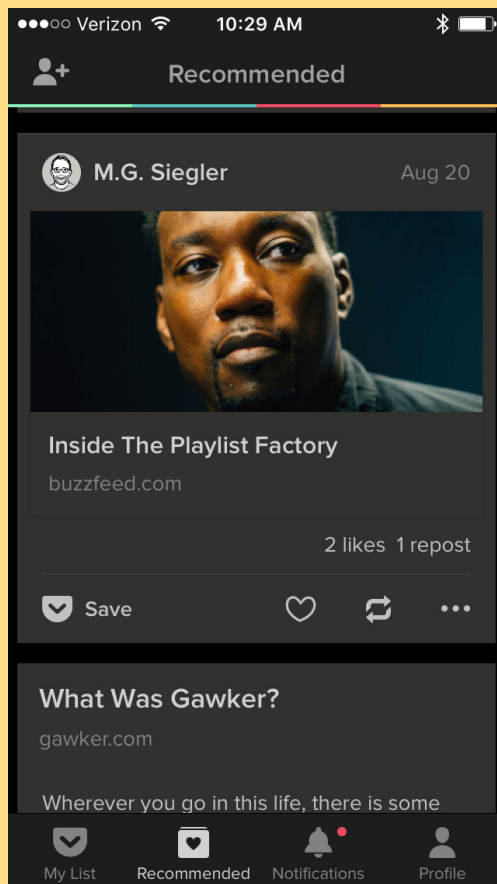 Verizon 10:29 AM
Recommended
M.G. Siegler Aug 20
Inside The Playlist Factory
buzzfeed.com
2 likes 1 repost
Save
What Was Gawker?
gawker.com
Wherever you go in this life, there is some
My List Recommended Notifications Profile